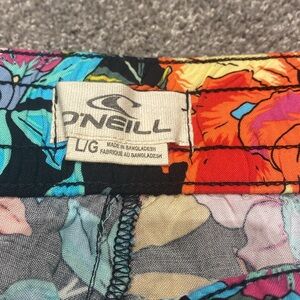 O'NEILL
L/G
MADE IN BANGLADESH
FABRIQUÉ AU BANGLADESH